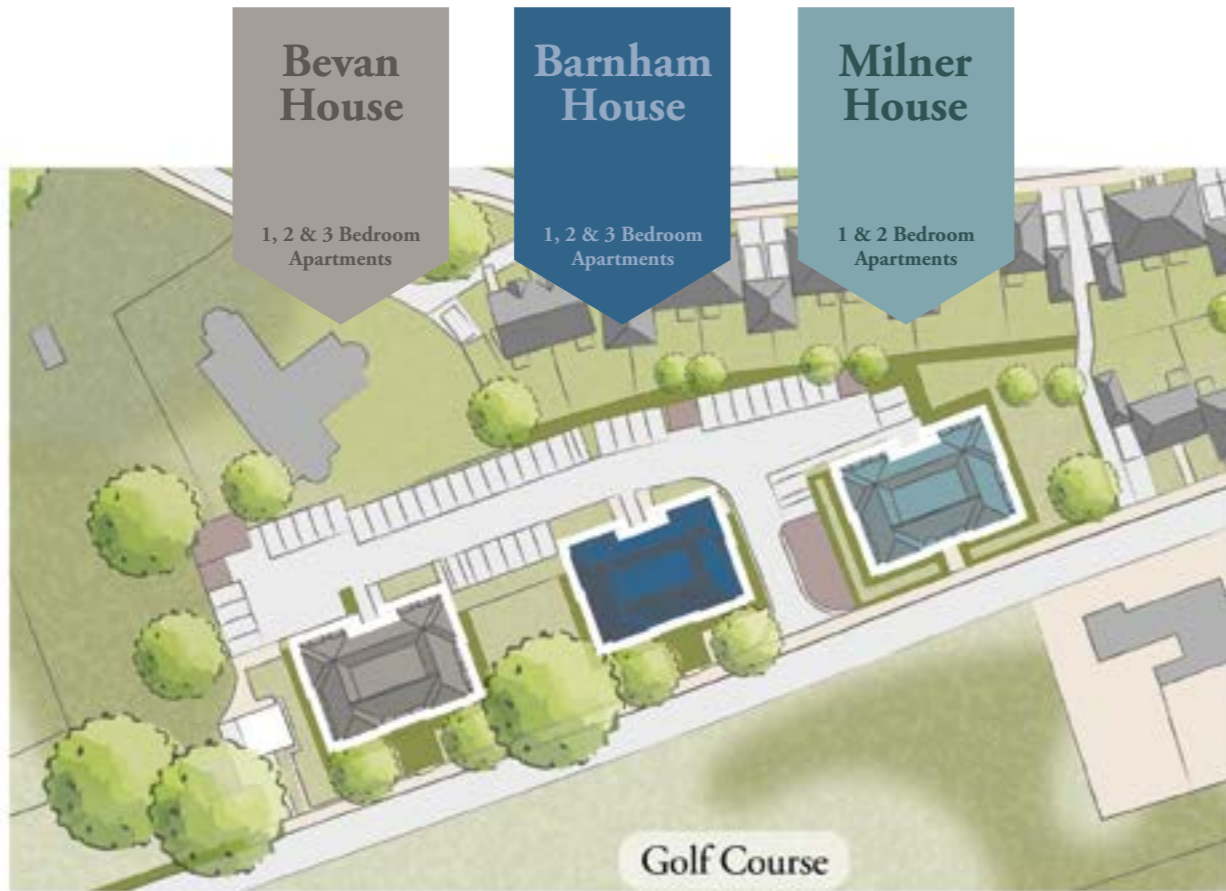 Bevan
House
1, 2 & 3 Bedroom
Apartments
Barnham
House
1, 2 & 3 Bedroom
Apartments
Milner
House
1 & 2 Bedroom
Apartments
Golf Course